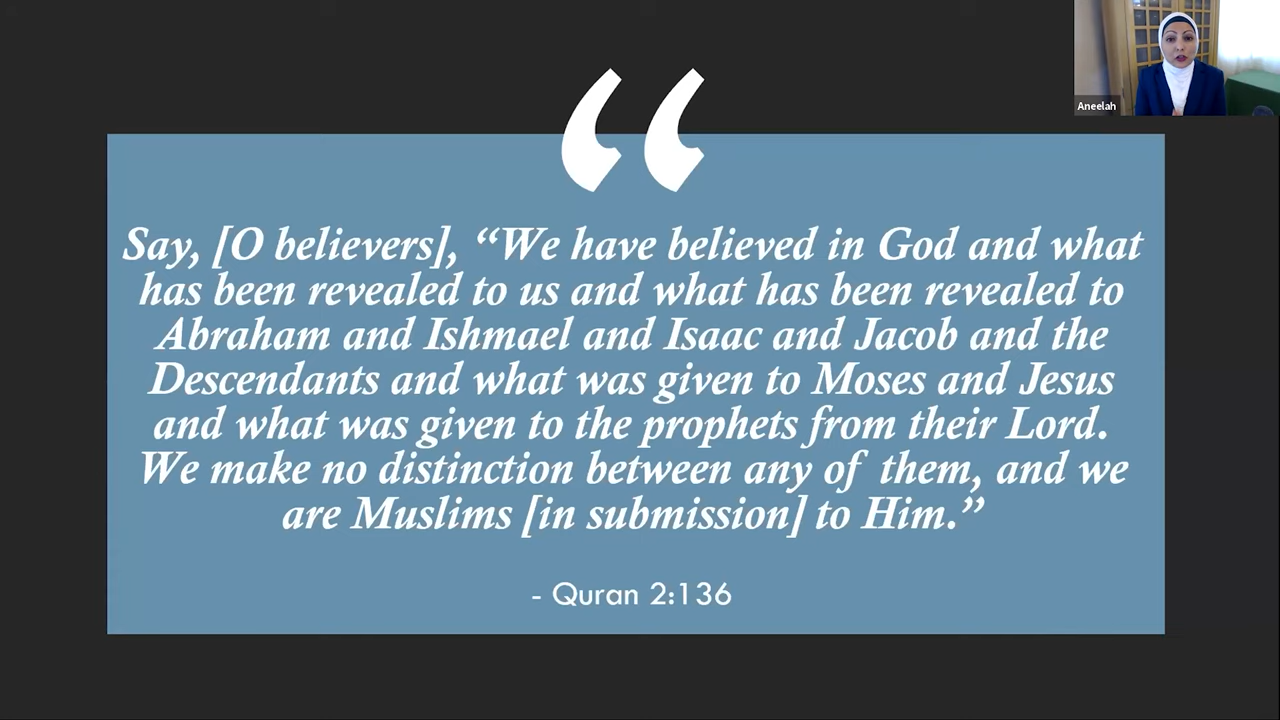 Aneelah
“
Say, [O believers], “We have believed in God and what
has been revealed to us and what has been revealed to
Abraham and Ishmael and Isaac and Jacob and the
Descendants and what was given to Moses and Jesus
and what was given to the prophets from their Lord.
We make no distinction between any of them, and we
are Muslims [in submission] to Him.”
- Quran 2:136